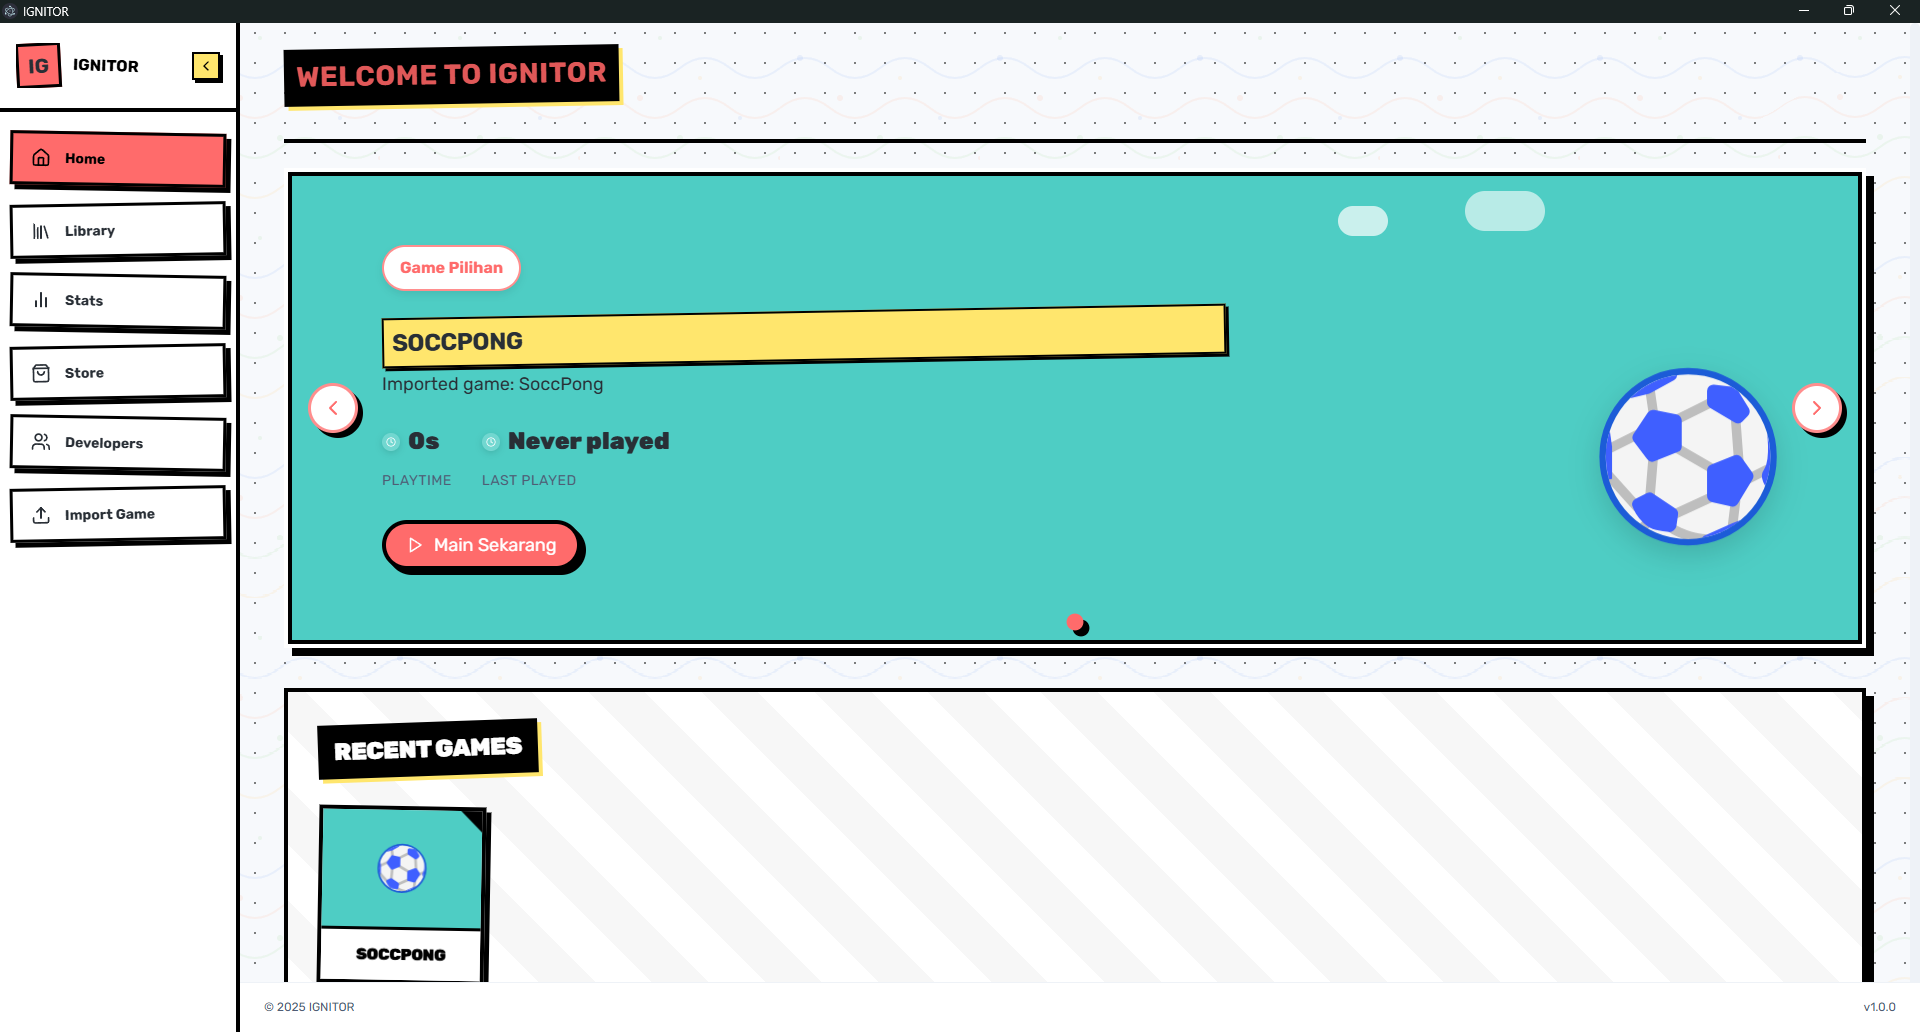 IGNITOR
IG
IGNITOR
Home
Library
Stats
Store
Developers
Import Game
WELCOME TO IGNITOR
Game Pilihan
SOCCPONG
Imported game: SoccPong
0s
Never played
PLAYTIME
LAST PLAYED
Main Sekarang
RECENT GAMES
SOCCPONG
© 2025 IGNITOR
v1.0.0